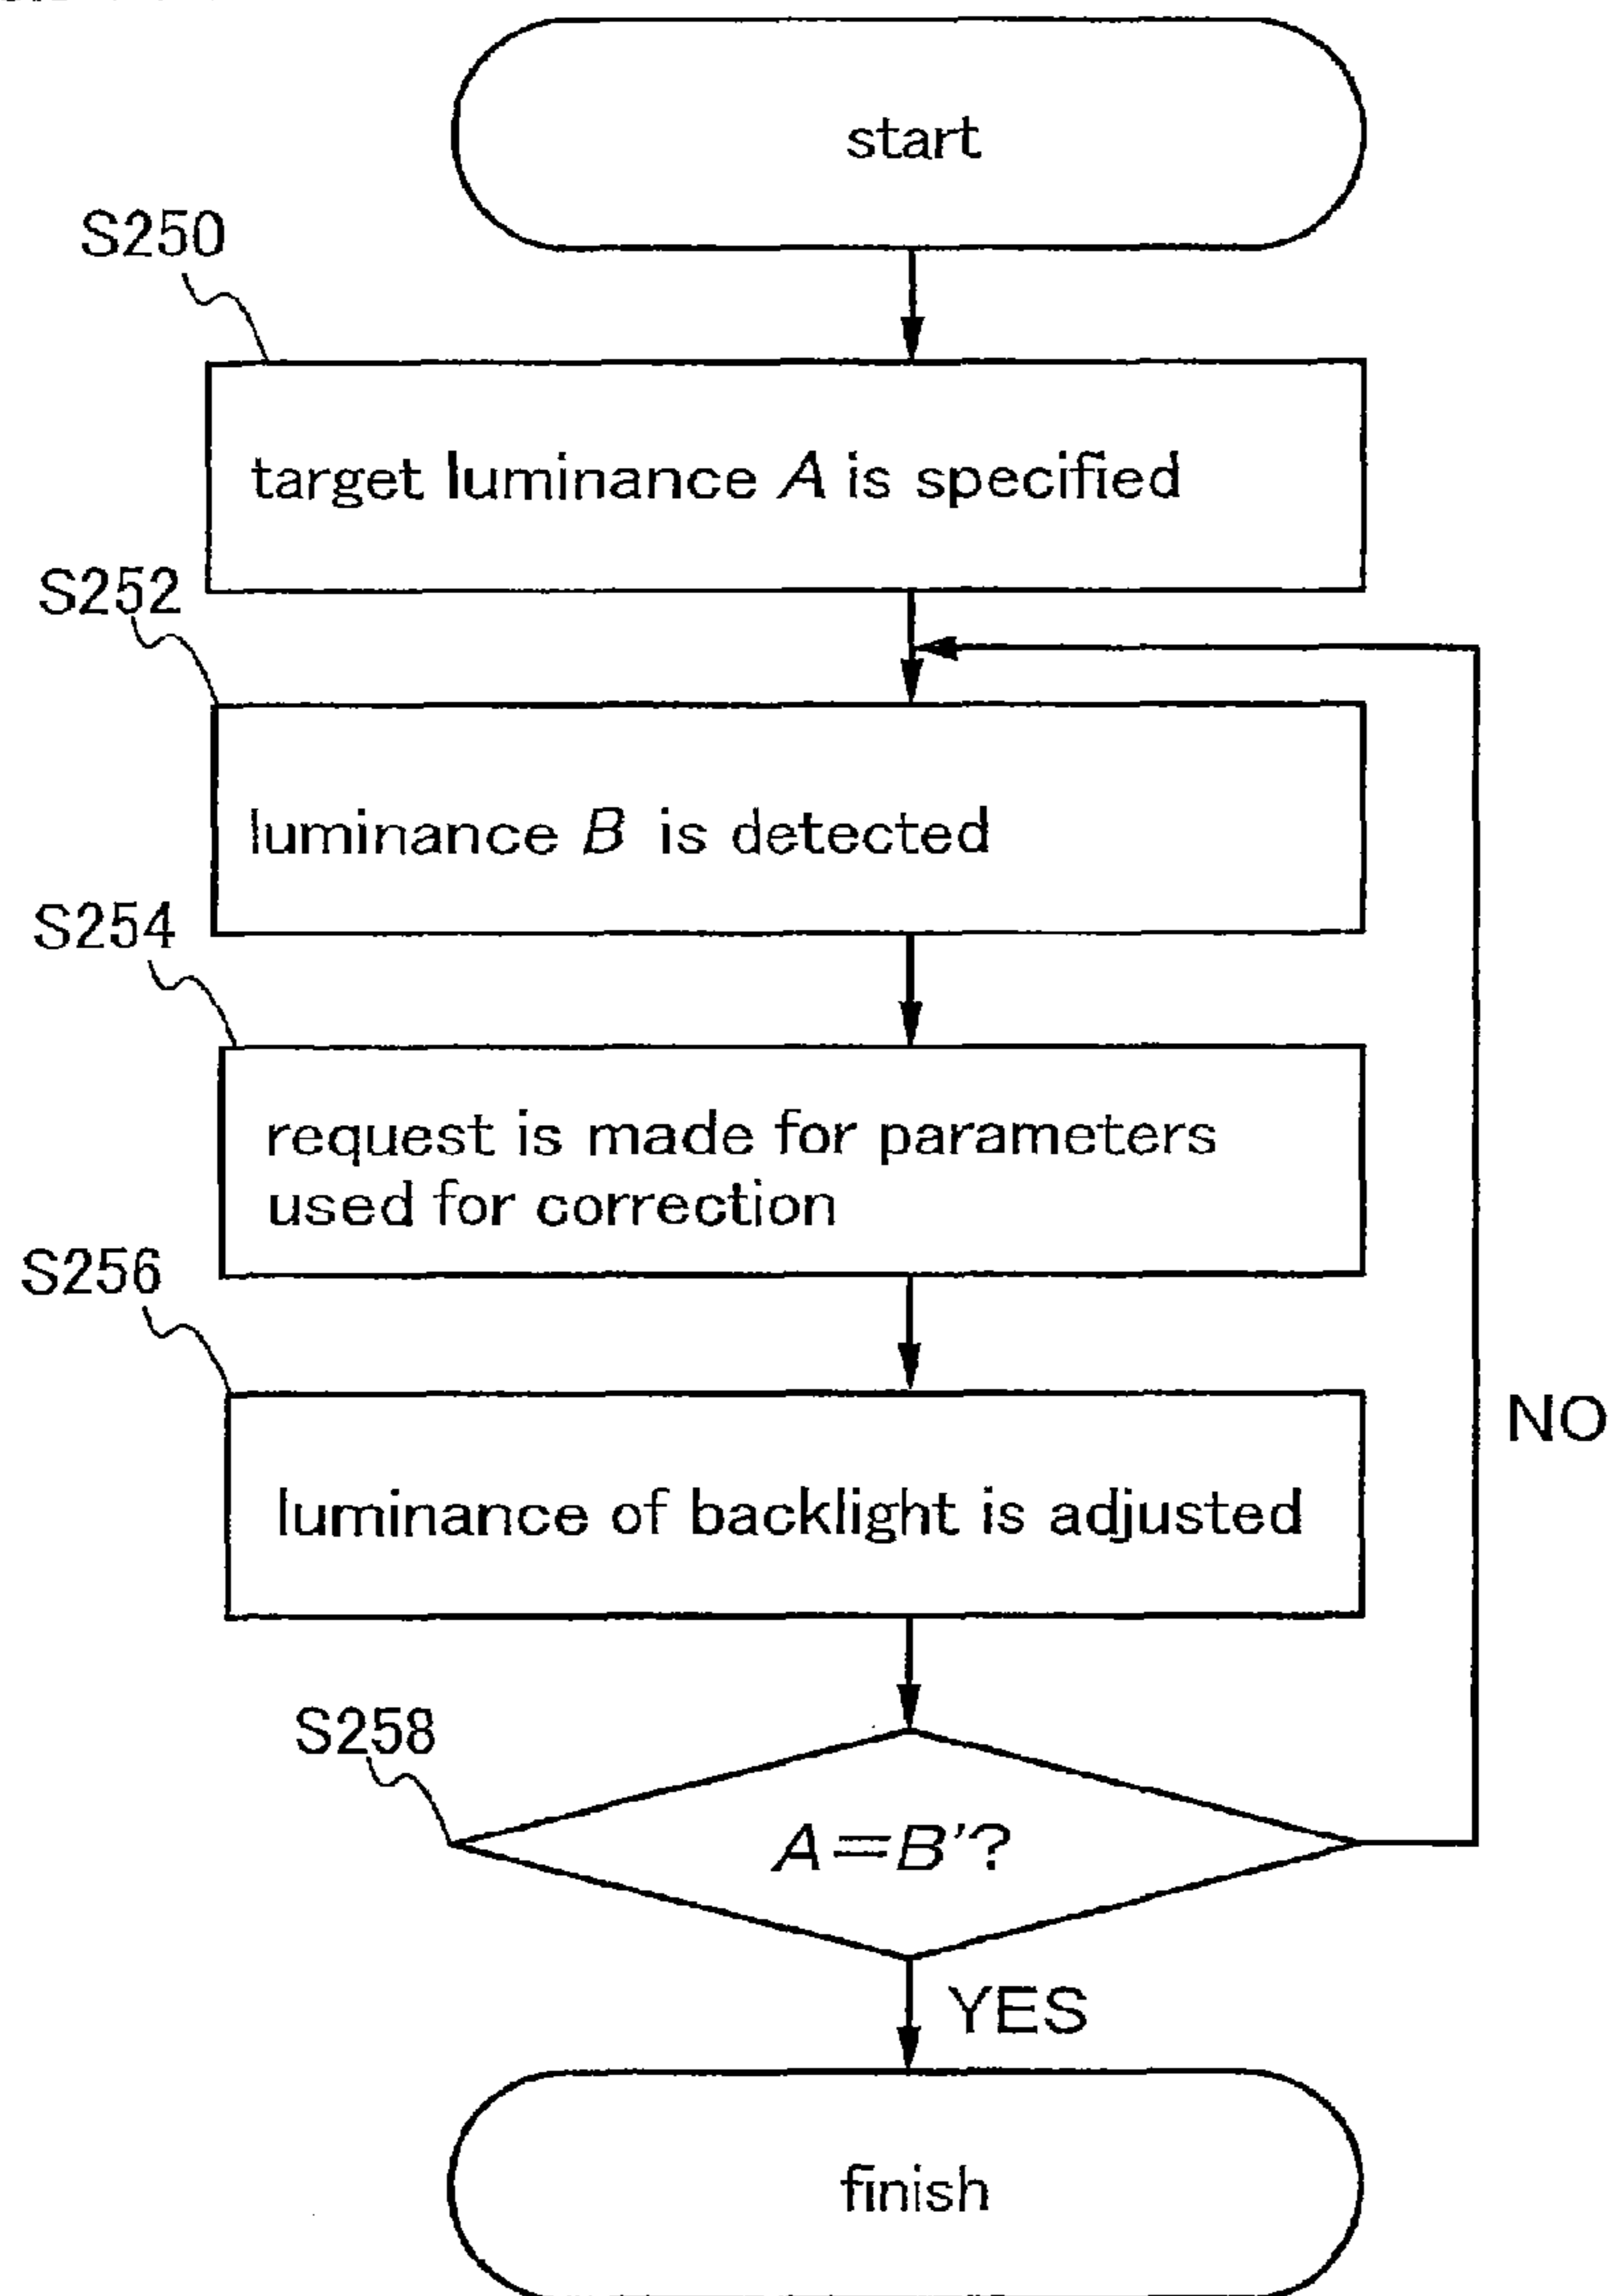 start
S250
target luminance A is specified
S252
luminance B is detected
S254
request is made for parameters
used for correction
S256
luminance of backlight is adjusted
NO
S258
A=B'?
YES
finish